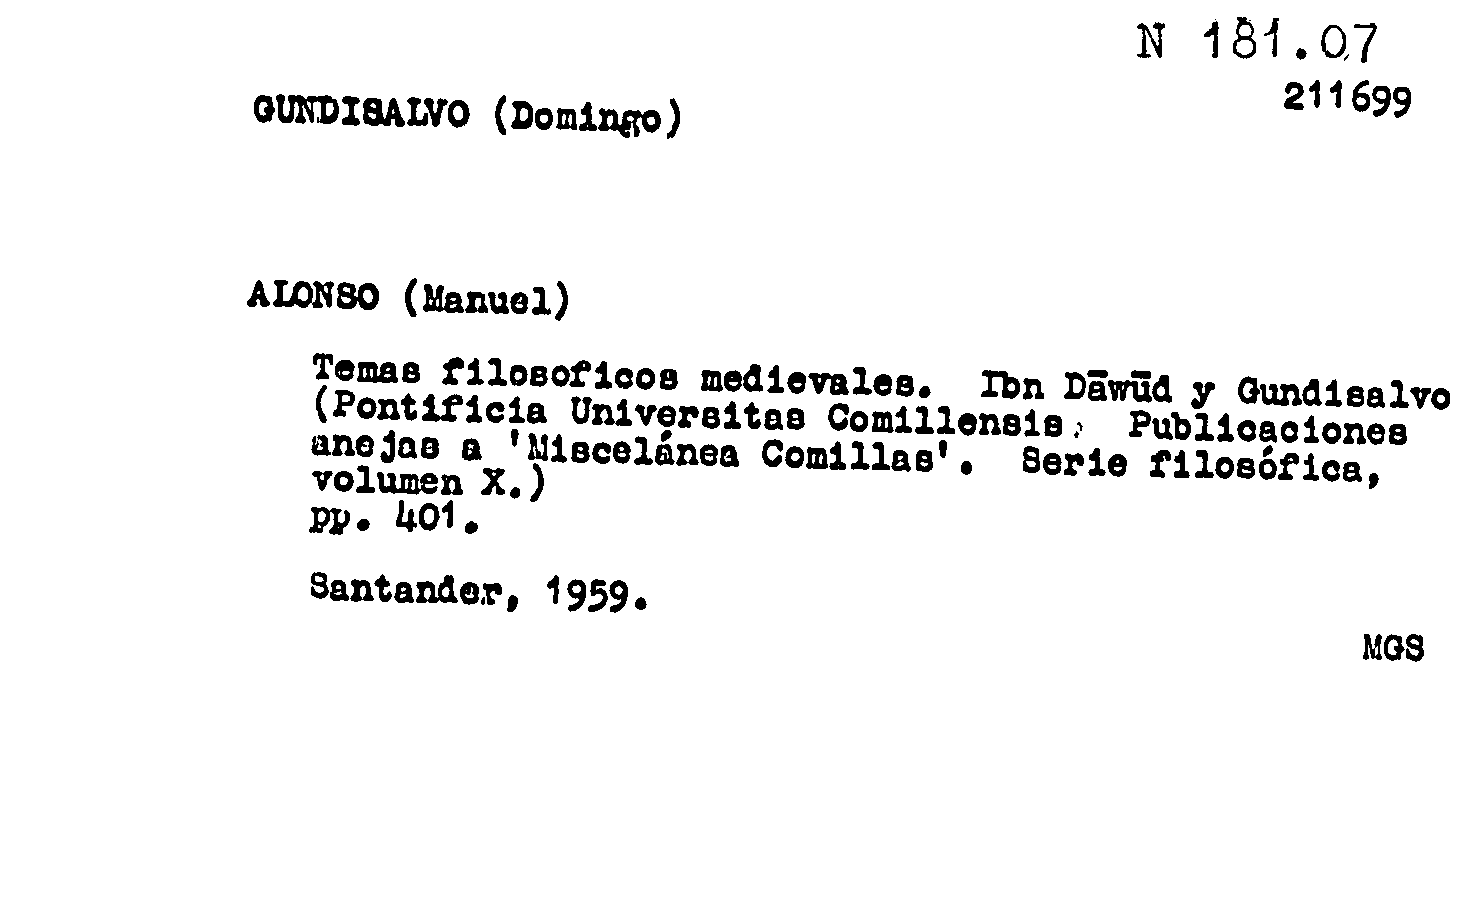 N 181.07
211699
GUNDISALVO (Domingo)
ALONSO (Manuel)
Temas filosoficos medievales. Ibn Dāwūd y Gundisalvo
(Pontificia Universitas Comillensis. Publicaciones
anejas a 'Miscelánea Comillas'. Serie filosófica,
volumen X.)
pp. 401.
Santander, 1959.
MGS